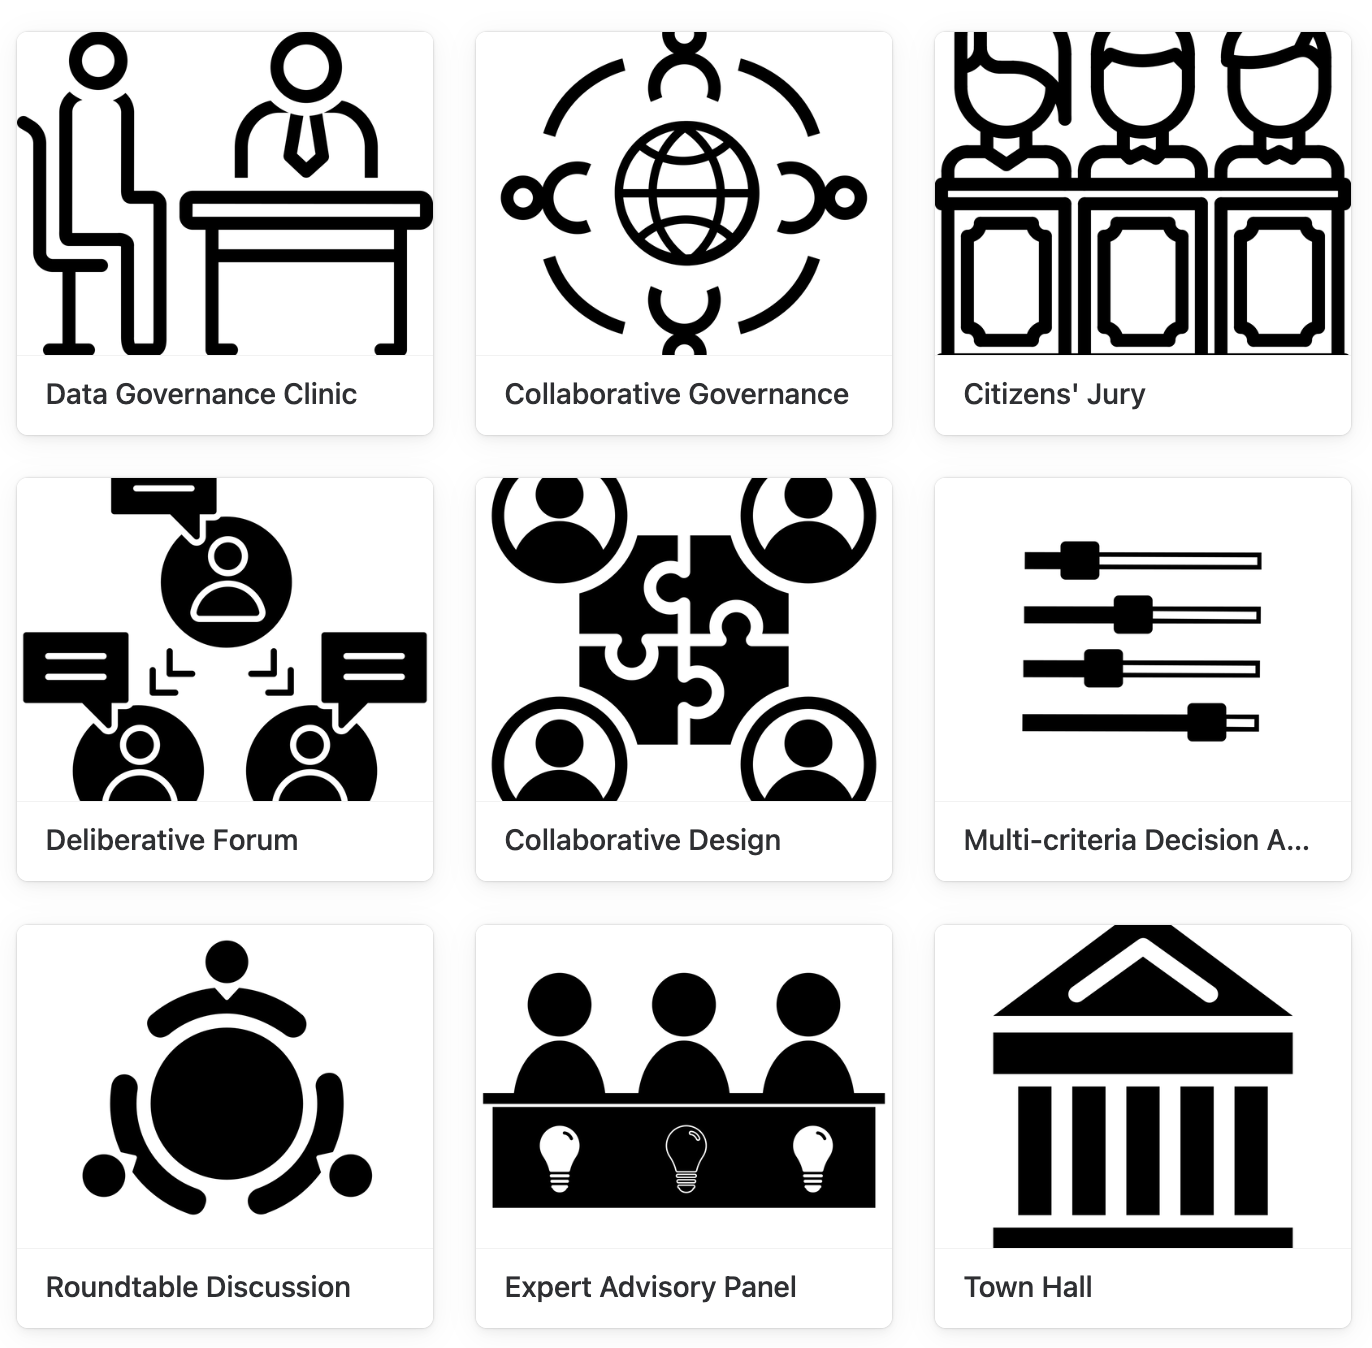 Data Governance Clinic
Collaborative Governance
Citizens' Jury
Deliberative Forum
Collaborative Design
Multi-criteria Decision A...
Roundtable Discussion
Expert Advisory Panel
Town Hall